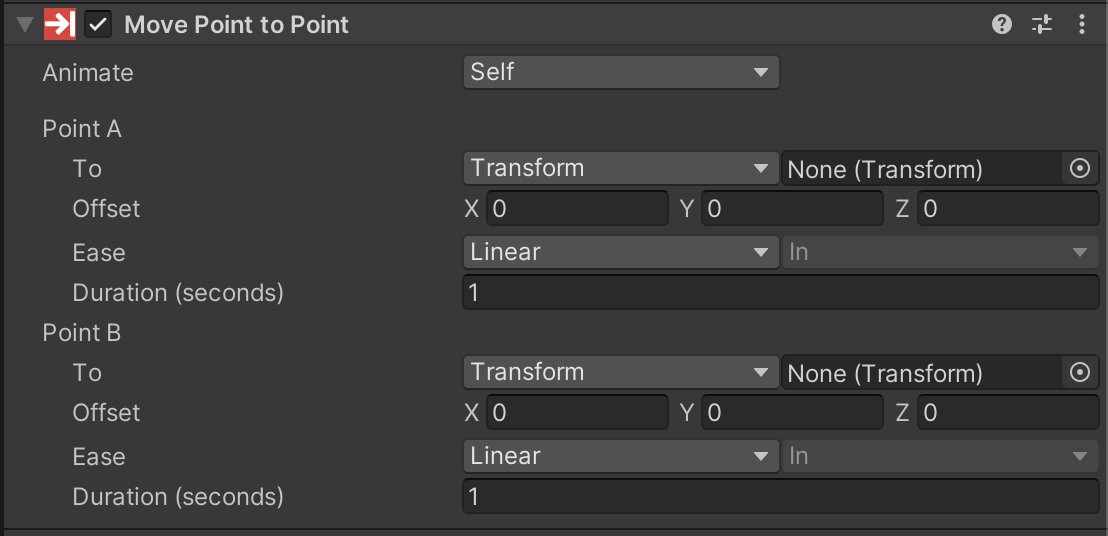 Move Point to Point
Animate Self
Point A
To Transform None (Transform)
Offset X 0 Y 0 Z 0
Ease Linear In
Duration (seconds) 1
Point B
To Transform None (Transform)
Offset X 0 Y 0 Z 0
Ease Linear In
Duration (seconds) 1